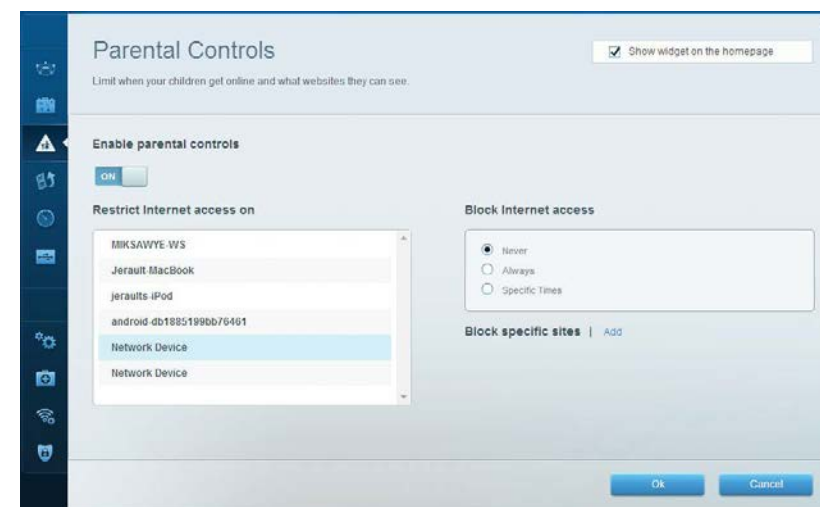 Parental Controls
Show widget on the homepage
Limit when your children get online and what websites they can see.
Enable parental controls
ON
Restrict Internet access on
Block Internet access
MIKSAWYE-WS
Jerault-MacBook
jeraults-iPod
android-db1885199bb76461
Network Device
Network Device
Never
Always
Specific Times
Block specific sites | Add
Ok
Cancel